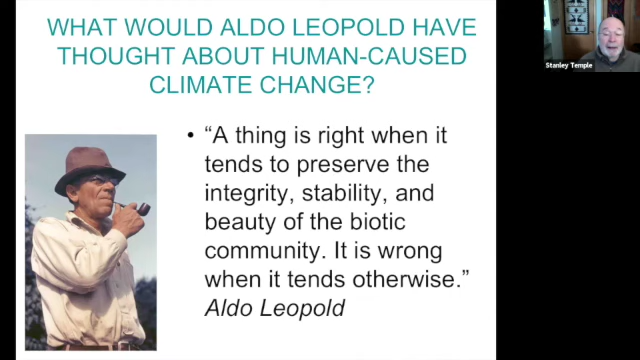 WHAT WOULD ALDO LEOPOLD HAVE
THOUGHT ABOUT HUMAN-CAUSED
CLIMATE CHANGE?
Stanley Temple
• “A thing is right when it
tends to preserve the
integrity, stability, and
beauty of the biotic
community. It is wrong
when it tends otherwise.”
Aldo Leopold